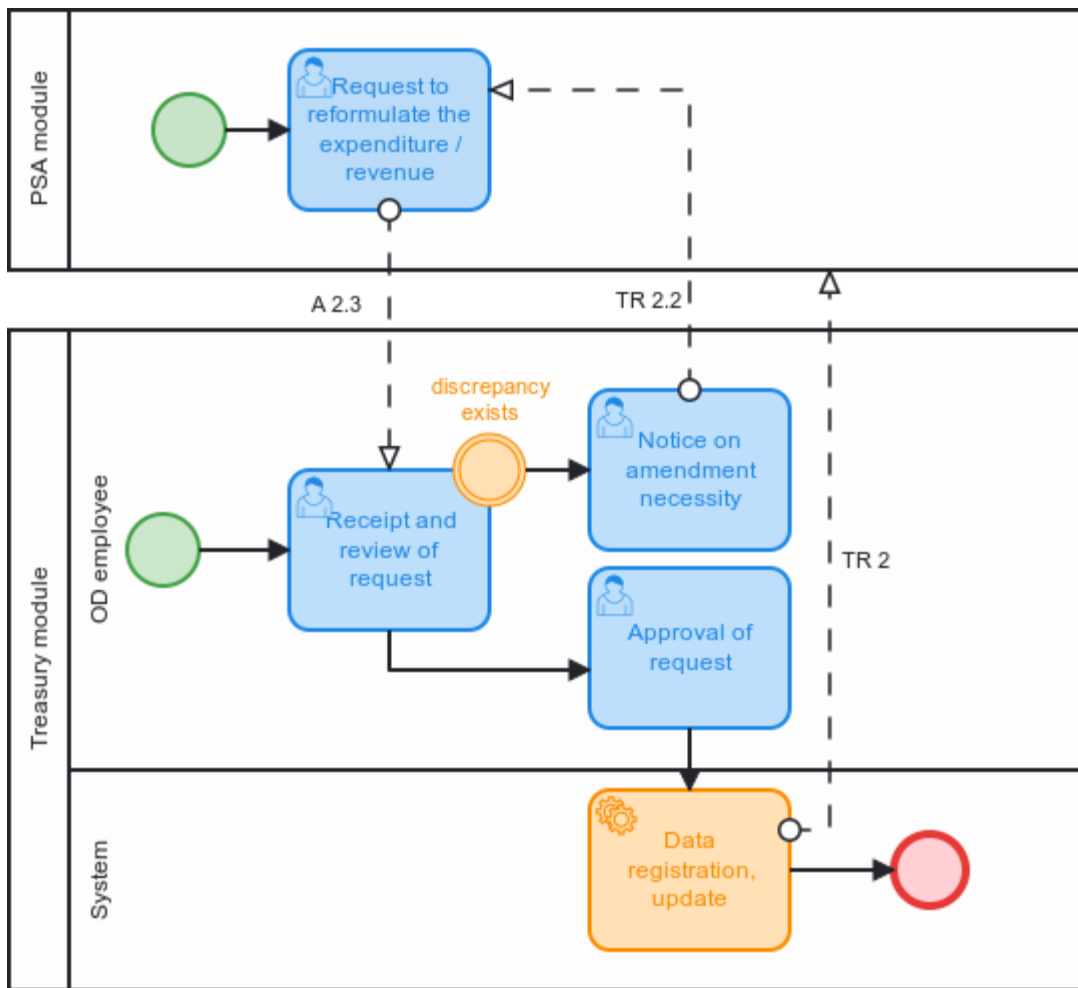 PSA module
Request to
reformulate the
expenditure /
revenue
A 2.3
TR 2.2
Treasury module
OD employee
discrepancy
exists
Notice on
amendment
necessity
Receipt and
review of
request
TR 2
Approval of
request
System
Data
registration,
update